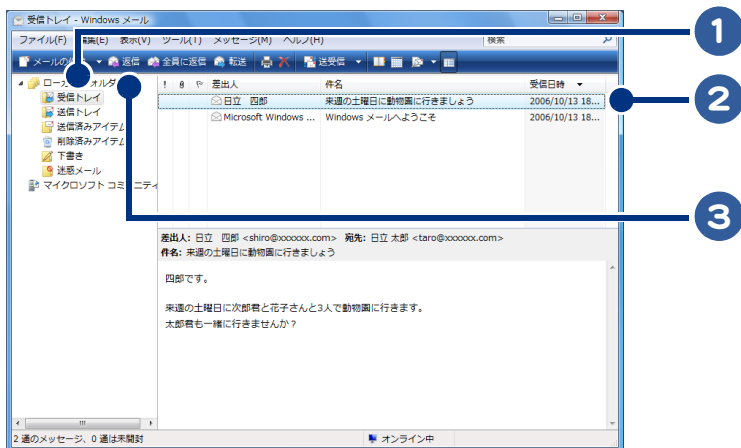 受信トレイ - Windows メール
ファイル(F) 編集(E) 表示(V) ツール(T) メッセージ(M) ヘルプ(H) 検索
メールの 返信 全員に返信 転送 送受信
ローカ フォルダ
受信トレイ
送信トレイ
送信済みアイテム
削除済みアイテム
下書き
迷惑メール
マイクロソフト コミ ニティ
! 差出人 件名 受信日時
日立 四郎 来週の土曜日に動物園に行きましょう 2006/10/13 18...
Microsoft Windows ... Windows メールへようこそ 2006/10/13 18...
差出人: 日立 四郎 <shiro@xxxxxx.com> 宛先: 日立 太郎 <taro@xxxxxx.com>
件名: 来週の土曜日に動物園に行きましょう
四郎です。
来週の土曜日に次郎君と花子さんと3人で動物園に行きます。
太郎君も一緒に行きませんか？
2 通のメッセージ、0 通は未開封 オンライン中
1
2
3